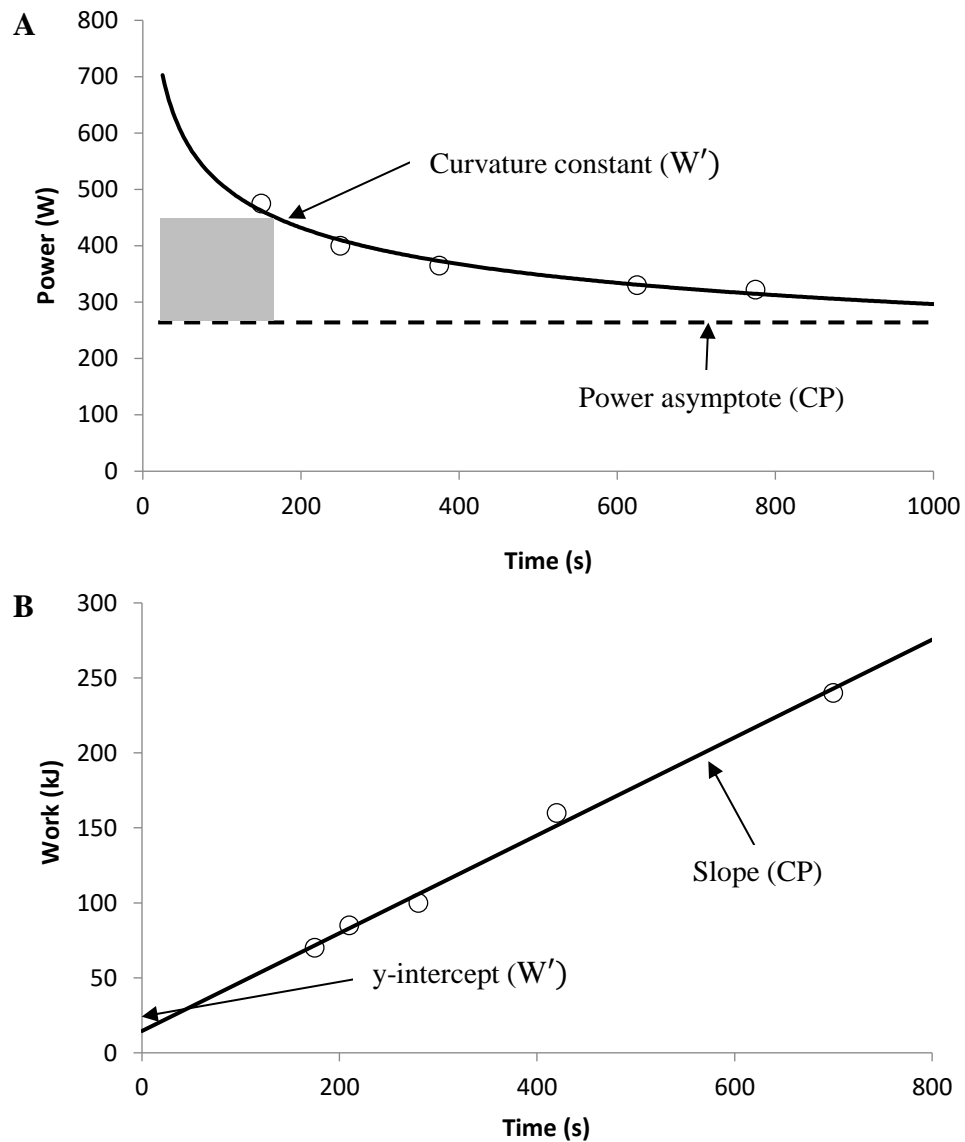 A
800
700
600
500
400
300
200
100
0
Power (W)
Curvature constant (W′)
Power asymptote (CP)
0 200 400 600 800 1000
Time (s)
B
300
250
200
150
100
50
0
Work (kJ)
Slope (CP)
y-intercept (W′)
0 200 400 600 800
Time (s)